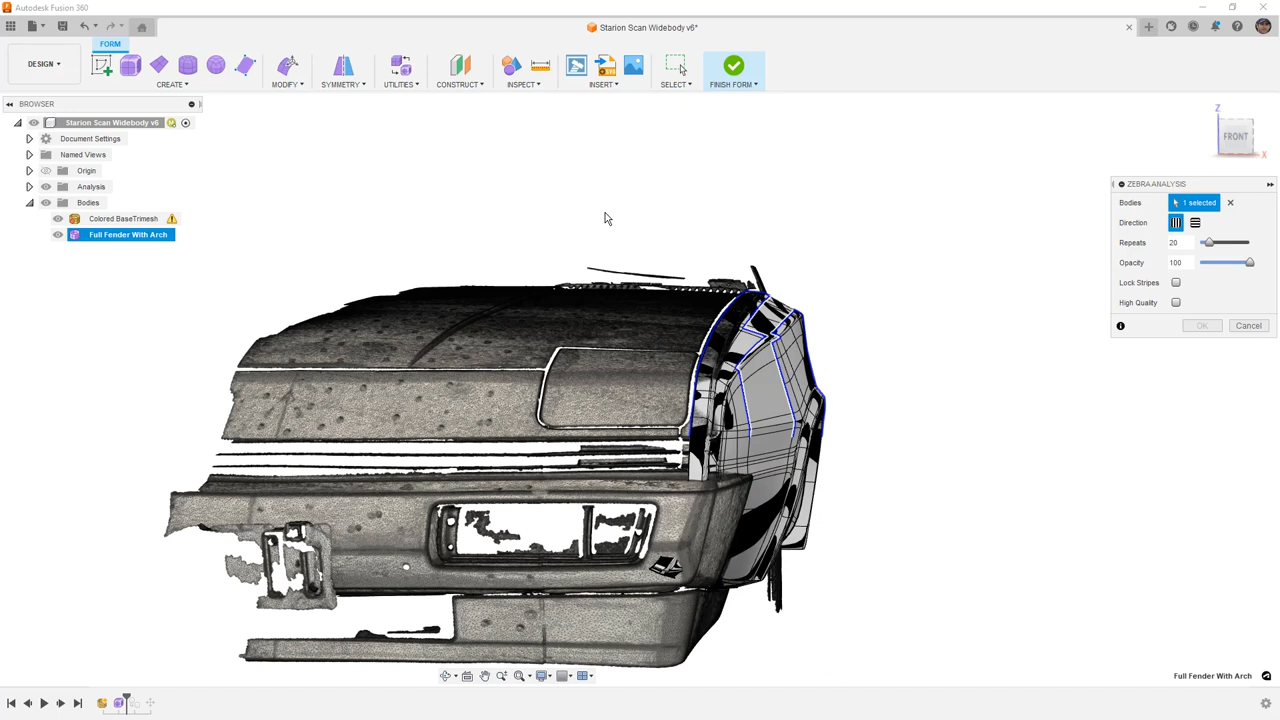 Autodesk Fusion 360
Starion Scan Widebody v6*
DESIGN
FORM
CREATE
MODIFY
SYMMETRY
UTILITIES
CONSTRUCT
INSPECT
INSERT
SELECT
FINISH FORM
BROWSER
Starion Scan Widebody v6
Document Settings
Named Views
Origin
Analysis
Bodies
Colored BaseTrimesh
Full Fender With Arch
Z
FRONT
X
ZEBRA ANALYSIS
Bodies 1 selected
Direction
Repeats 20
Opacity 100
Lock Stripes
High Quality
OK Cancel
Full Fender With Arch